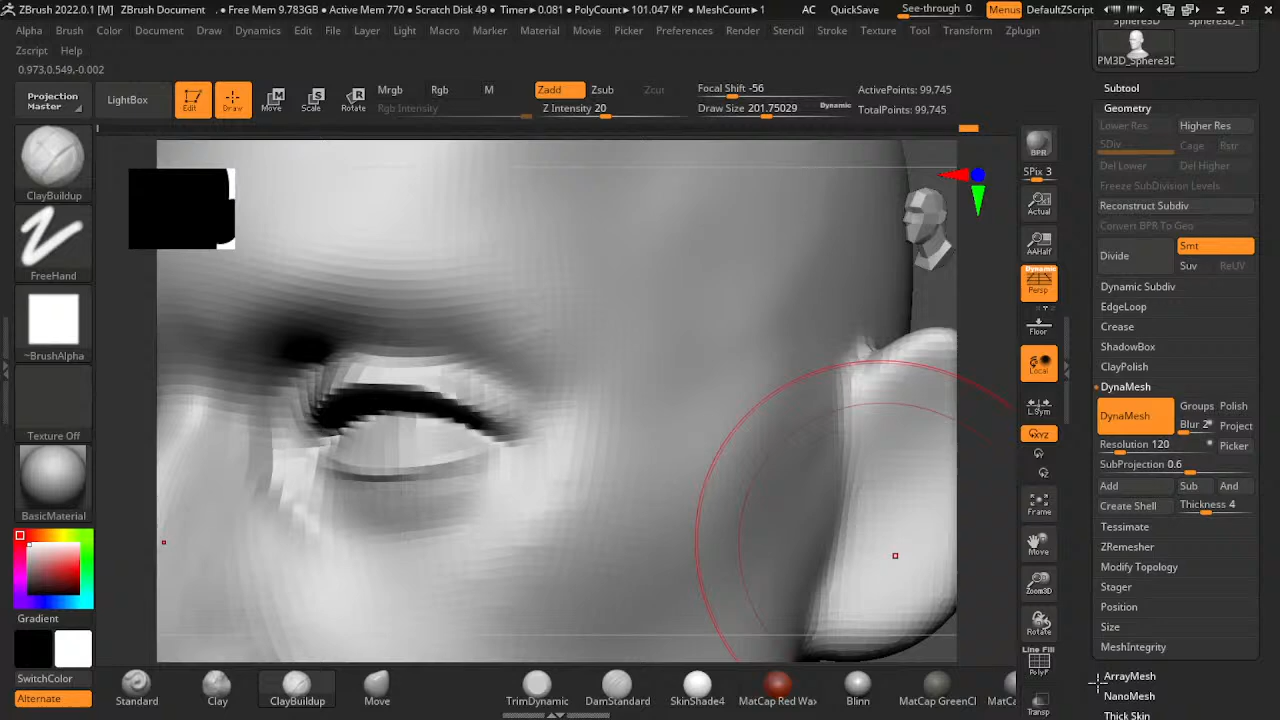 ZBrush 2022.0.1 ZBrush Document . • Free Mem 9.783GB • Active Mem 770 • Scratch Disk 49 • Timer▸0.081 • PolyCount▸101.047 KP • MeshCount▸1 AC QuickSave See-through 0 Menus DefaultZScript
Alpha Brush Color Document Draw Dynamics Edit File Layer Light Macro Marker Material Movie Picker Preferences Render Stencil Stroke Texture Tool Transform Zplugin
Zscript Help
0.973,0.549,-0.002
Sphere3D Sphere3D_1
PM3D_Sphere3D
Projection
Master
LightBox
Edit
Draw
Move
Scale
Rotate
Mrgb Rgb M
Rgb Intensity
Zadd Zsub Zcut
Z Intensity 20
Focal Shift -56
Draw Size 201.75029 Dynamic
ActivePoints: 99,745
TotalPoints: 99,745
ClayBuildup
FreeHand
~BrushAlpha
Texture Off
BasicMaterial
Gradient
SwitchColor
Alternate
BPR
SPix 3
Actual
AAHalf
Dynamic
Persp
Floor
Local
L.Sym
XYZ
Frame
Move
Zoom3D
Rotate
Line Fill
PolyF
Transp
Subtool
Geometry
Lower Res Higher Res
SDiv Cage Rstr
Del Lower Del Higher
Freeze SubDivision Levels
Reconstruct Subdiv
Convert BPR To Geo
Divide Smt
Suv ReUV
Dynamic Subdiv
EdgeLoop
Crease
ShadowBox
ClayPolish
DynaMesh
DynaMesh Groups Polish
Blur 2 Project
Resolution 120 Picker
SubProjection 0.6
Add Sub And
Create Shell Thickness 4
Tessimate
ZRemesher
Modify Topology
Stager
Position
Size
MeshIntegrity
ArrayMesh
NanoMesh
Thick Skin
Standard Clay ClayBuildup Move TrimDynamic DamStandard SkinShade4 MatCap Red Wax Blinn MatCap GreenCl